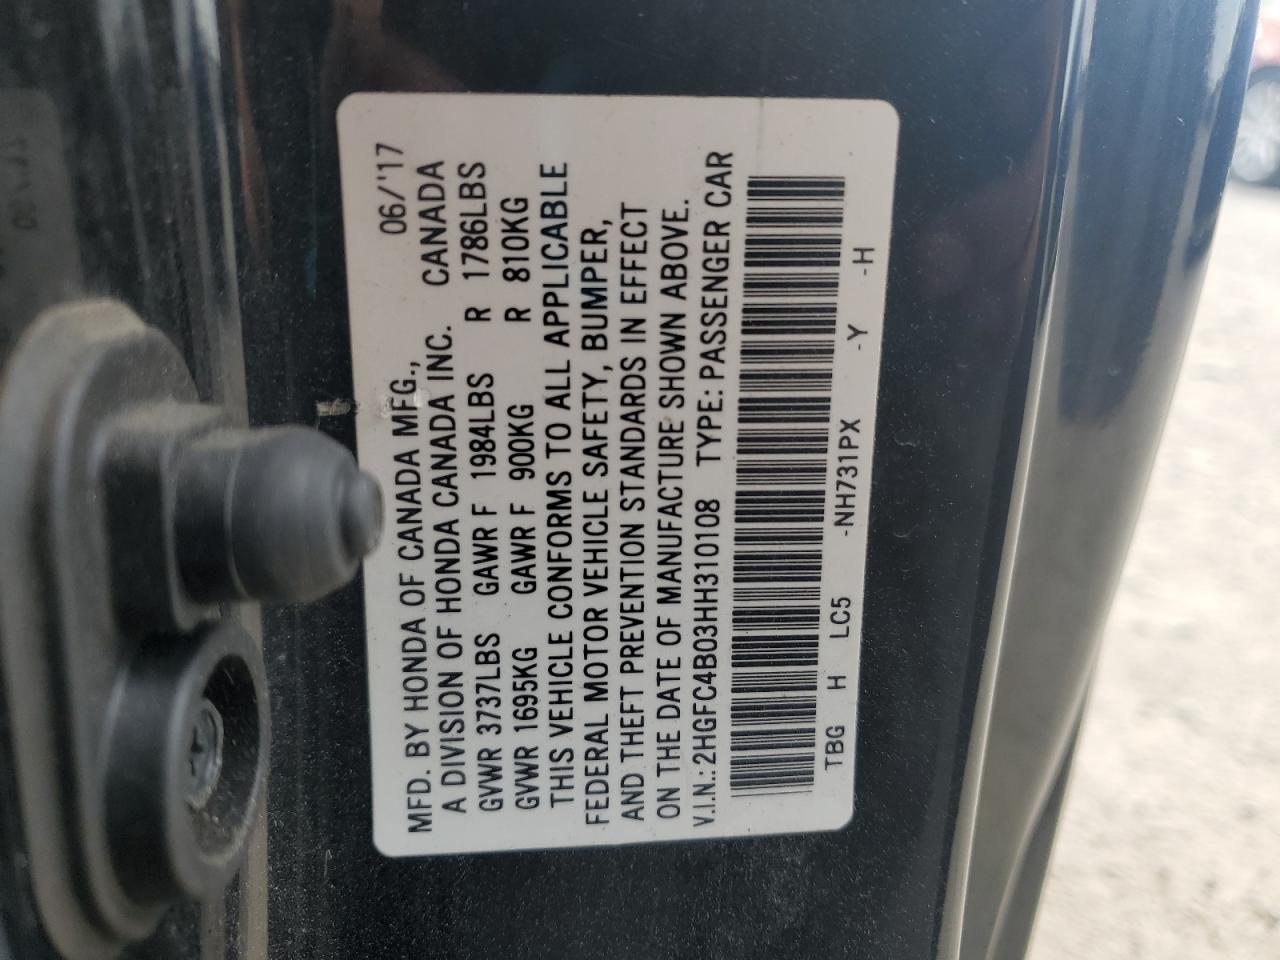 MFD. BY HONDA OF CANADA MFG., 06/'17
A DIVISION OF HONDA CANADA INC. CANADA
GVWR 3737LBS GAWR F 1984LBS R 1786LBS
GVWR 1695KG GAWR F 900KG R 810KG
THIS VEHICLE CONFORMS TO ALL APPLICABLE
FEDERAL MOTOR VEHICLE SAFETY, BUMPER,
AND THEFT PREVENTION STANDARDS IN EFFECT
ON THE DATE OF MANUFACTURE SHOWN ABOVE.
V.I.N.: 2HGFC4B03HH310108 TYPE: PASSENGER CAR
TBG H LC5 -NH731PX -Y -H